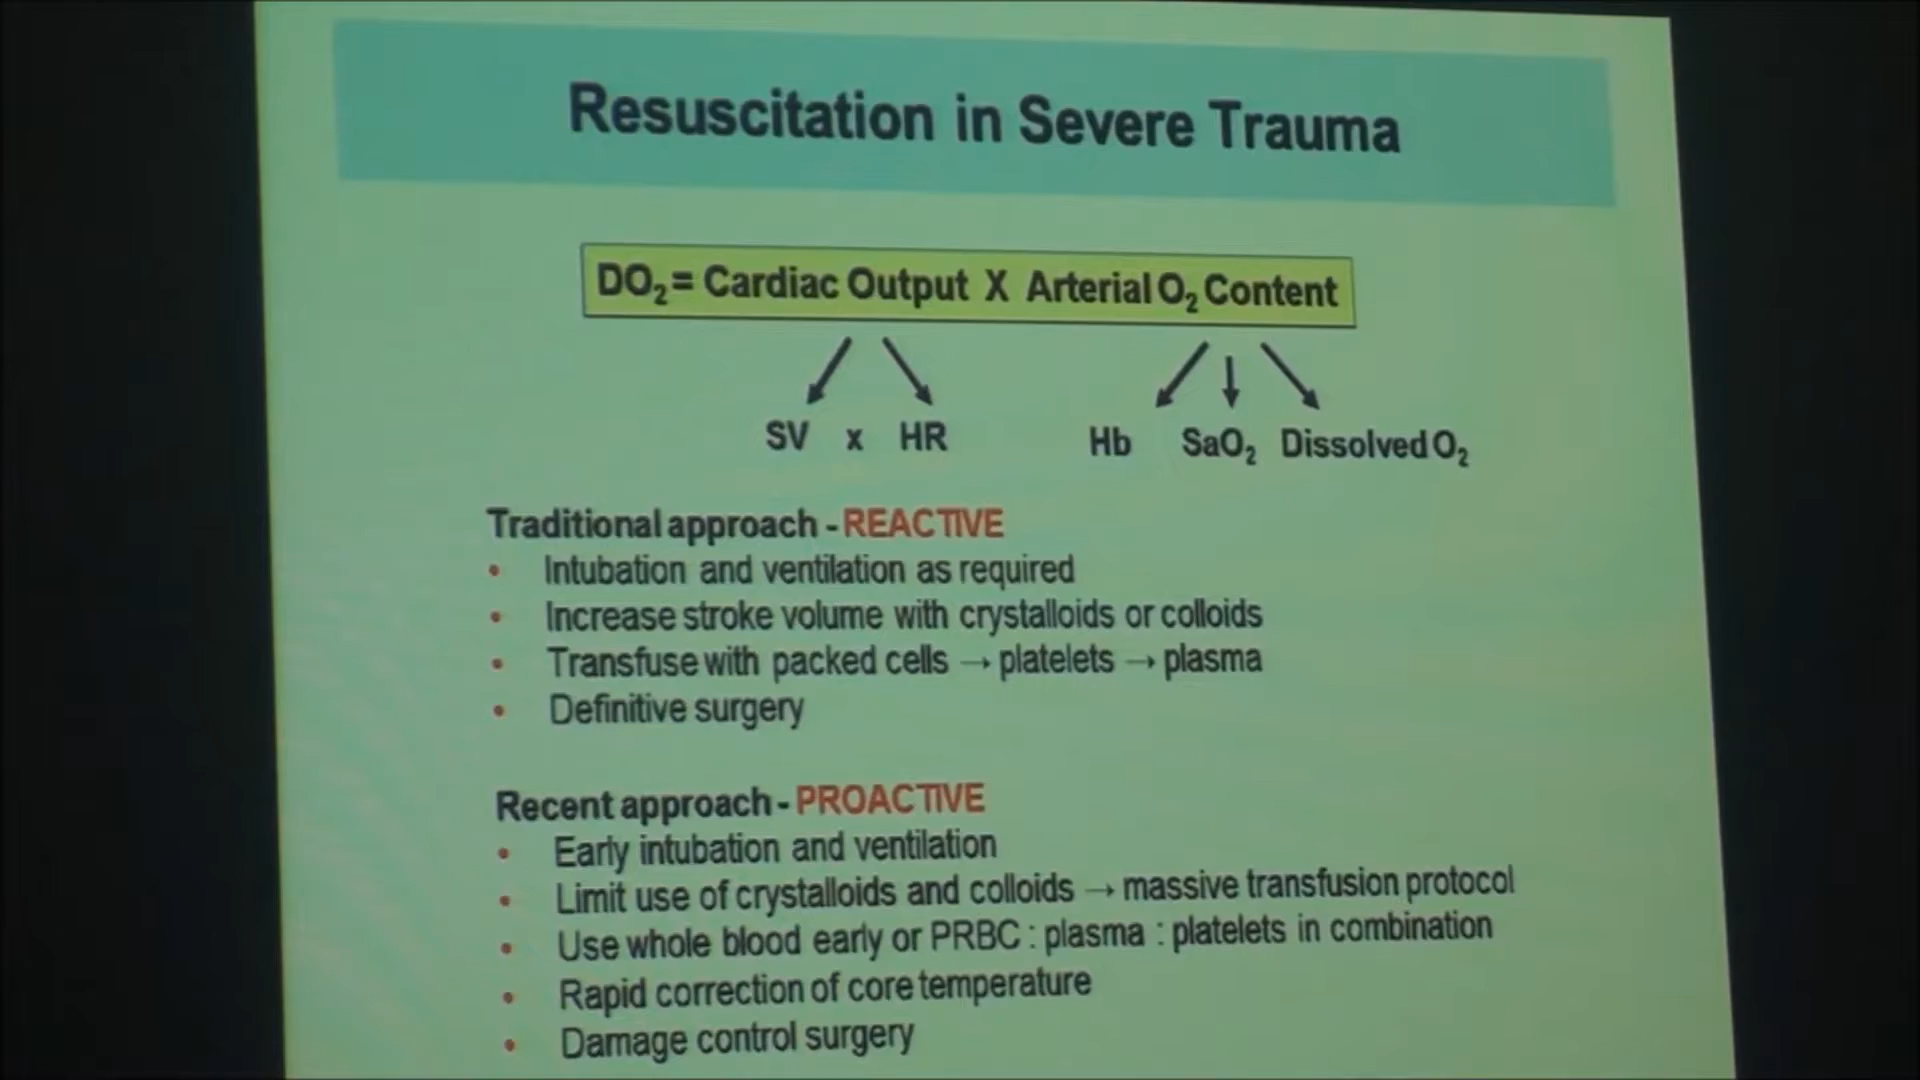 Resuscitation in Severe Trauma
DO₂ = Cardiac Output X Arterial O₂ Content
SV x HR Hb SaO₂ Dissolved O₂
Traditional approach - REACTIVE
• Intubation and ventilation as required
• Increase stroke volume with crystalloids or colloids
• Transfuse with packed cells → platelets → plasma
• Definitive surgery
Recent approach - PROACTIVE
• Early intubation and ventilation
• Limit use of crystalloids and colloids → massive transfusion protocol
• Use whole blood early or PRBC : plasma : platelets in combination
• Rapid correction of core temperature
• Damage control surgery